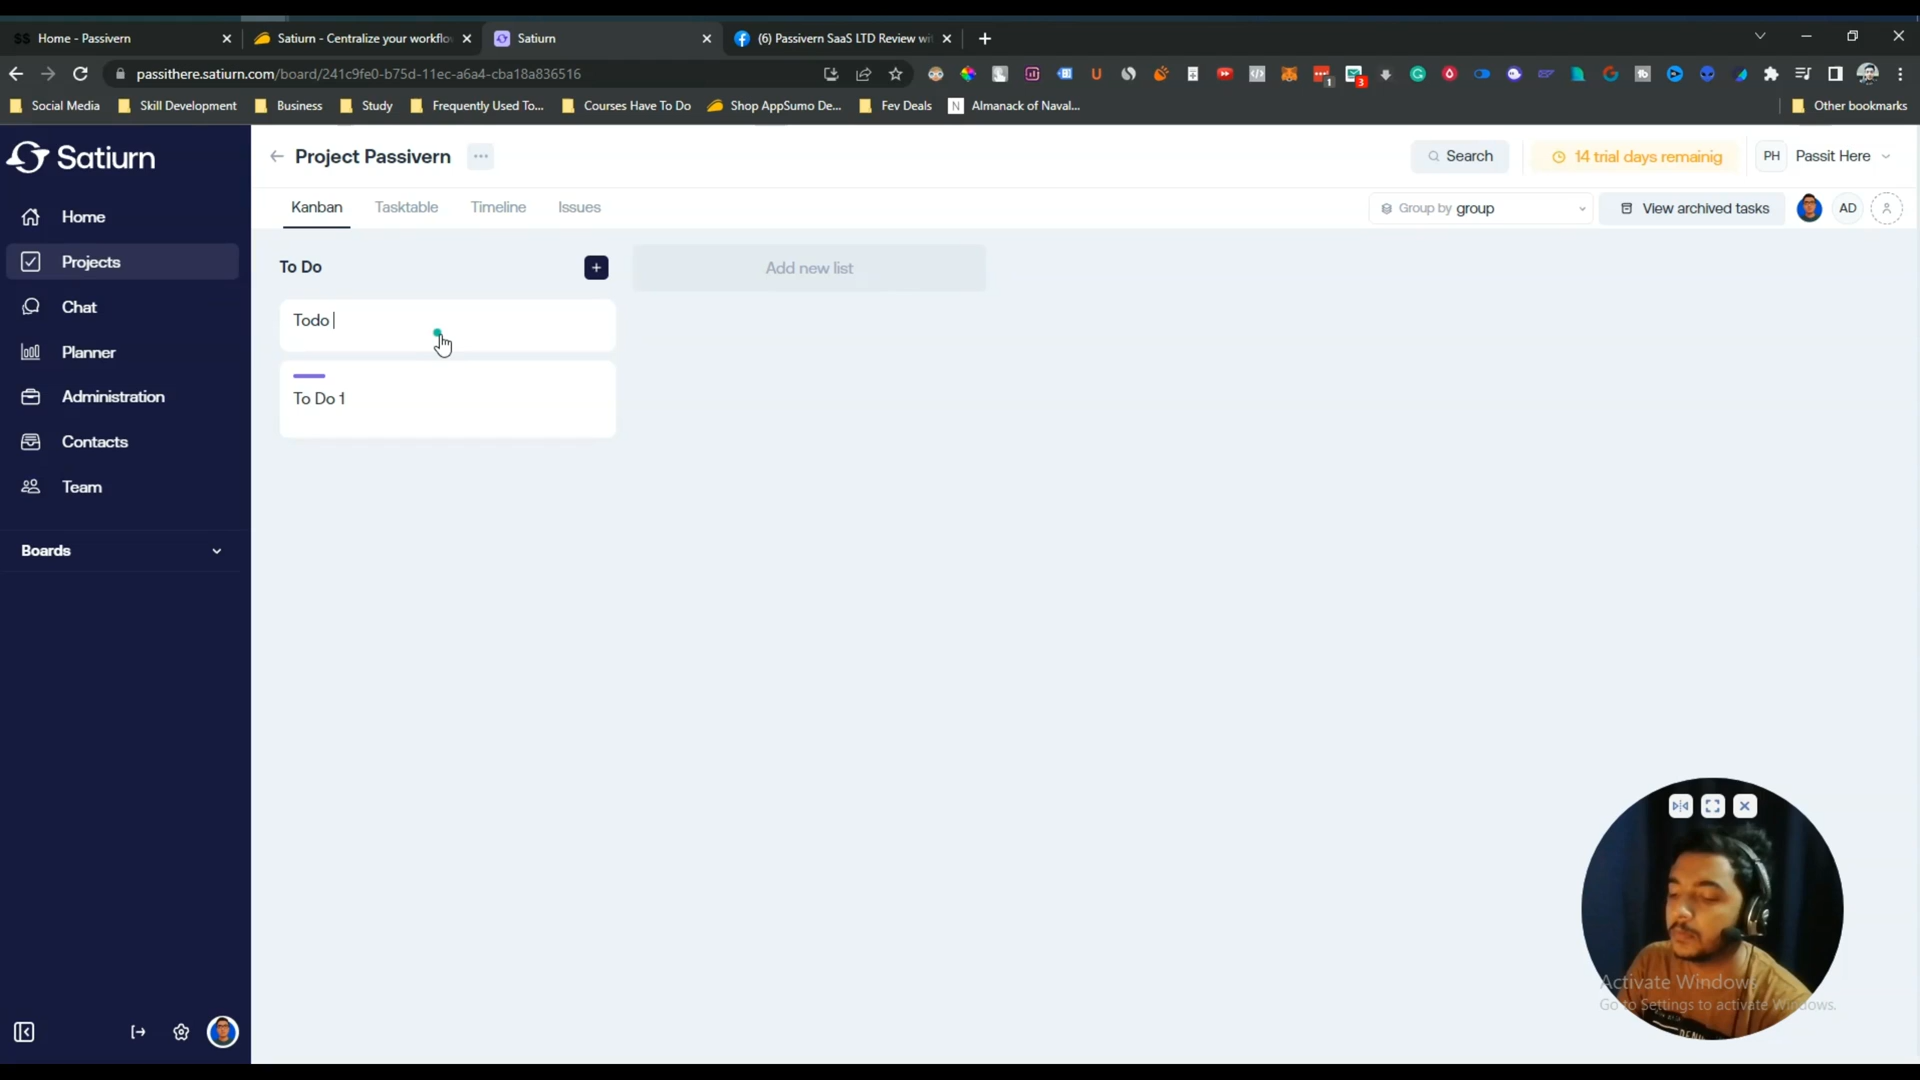 Home - Passivern
Satiurn - Centralize your workflo
Satiurn
(6) Passivern SaaS LTD Review wi
passithere.satiurn.com/board/241c9fe0-b75d-11ec-a6a4-cba18a836516
Social Media
Skill Development
Business
Study
Frequently Used To...
Courses Have To Do
Shop AppSumo De...
Fev Deals
Almanack of Naval...
Other bookmarks
Satiurn
Project Passivern
Search
14 trial days remainig
PH
Passit Here
Home
Projects
Chat
Planner
Administration
Contacts
Team
Boards
Kanban
Tasktable
Timeline
Issues
Group by group
View archived tasks
AD
To Do
Add new list
Todo
To Do 1
Activate Windows
Go to Settings to activate Windows.